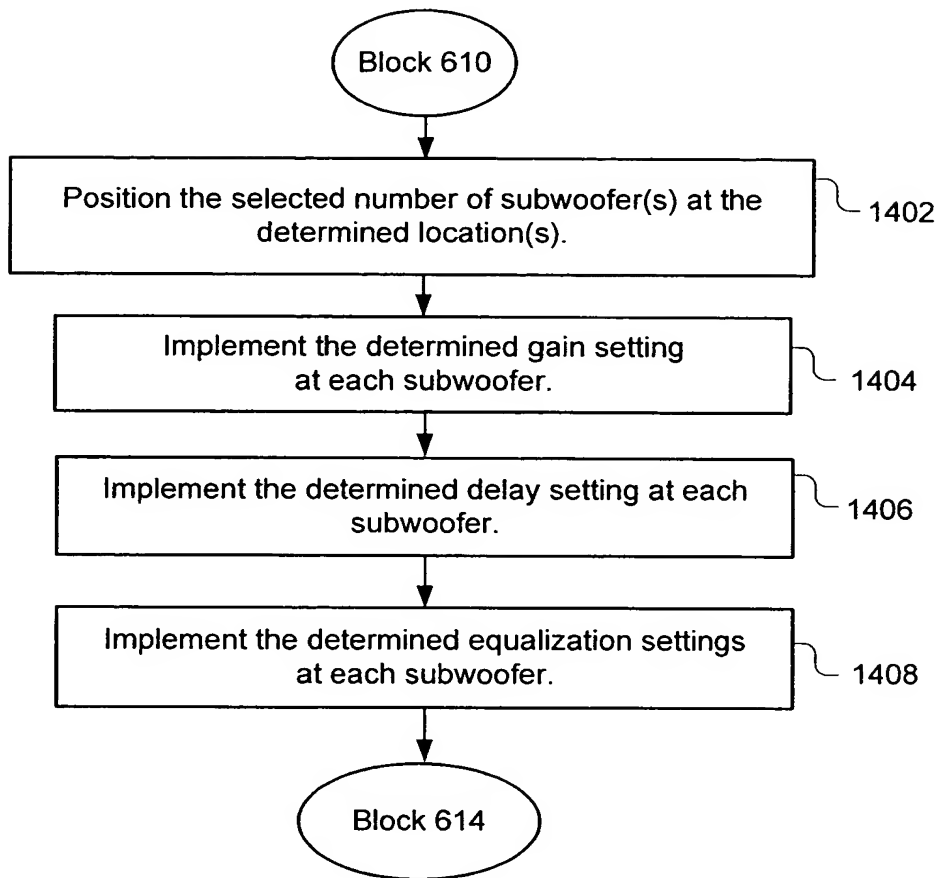 Block 610
Position the selected number of subwoofer(s) at the
determined location(s).
1402
Implement the determined gain setting
at each subwoofer.
1404
Implement the determined delay setting at each
subwoofer.
1406
Implement the determined equalization settings
at each subwoofer.
1408
Block 614